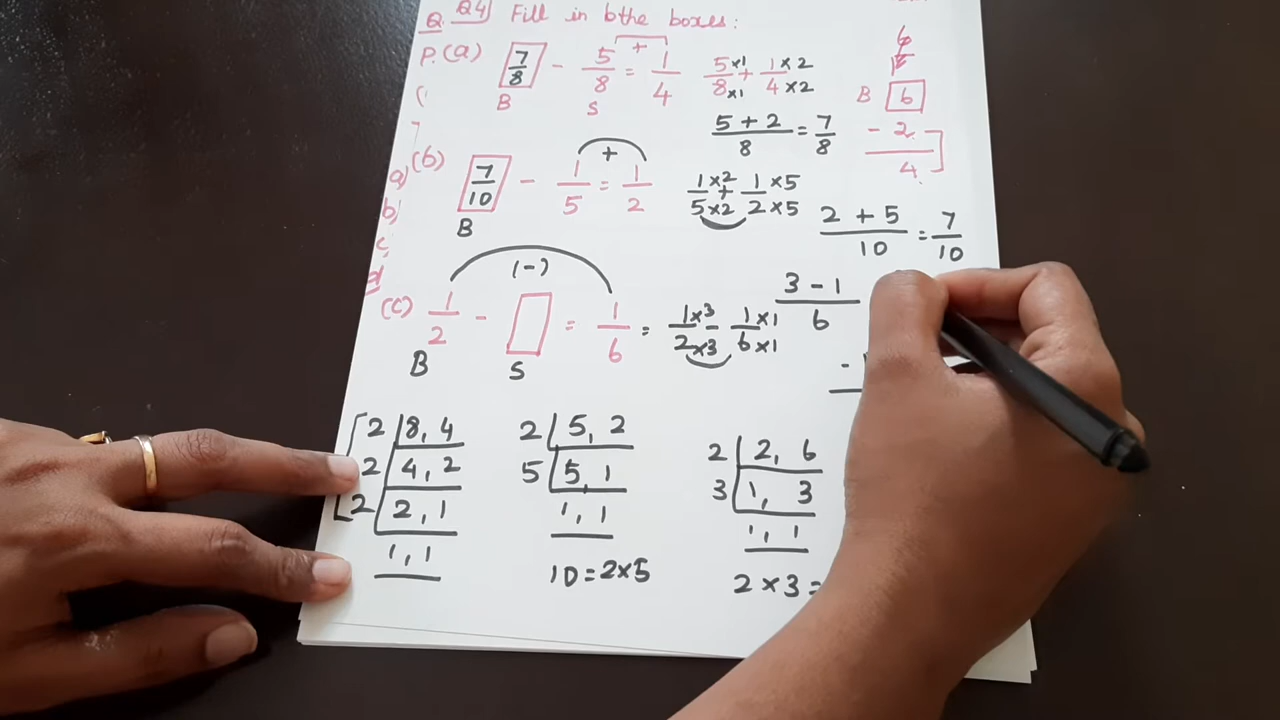 Q Q4 Fill in b the boxes:
P. (a) 7/8 - 5/8 = 1/4 +
B S
5×1/8×1 + 1×2/4×2
5 + 2/8 = 7/8
6
B 6
- 2
4
(b) 7/10 - 1/5 = 1/2 +
B
1×2/5×2 + 1×5/2×5
2 + 5/10 = 7/10
a)
b)
c,
d
(-)
(c) 1/2 - □ = 1/6 = 1×3/2×3 - 1×1/6×1
B S
3 - 1/6
2 | 8, 4
2 | 4, 2
2 | 2, 1
1, 1
2 | 5, 2
5 | 5, 1
1, 1
10 = 2×5
2 | 2, 6
3 | 1, 3
1, 1
2 × 3 =